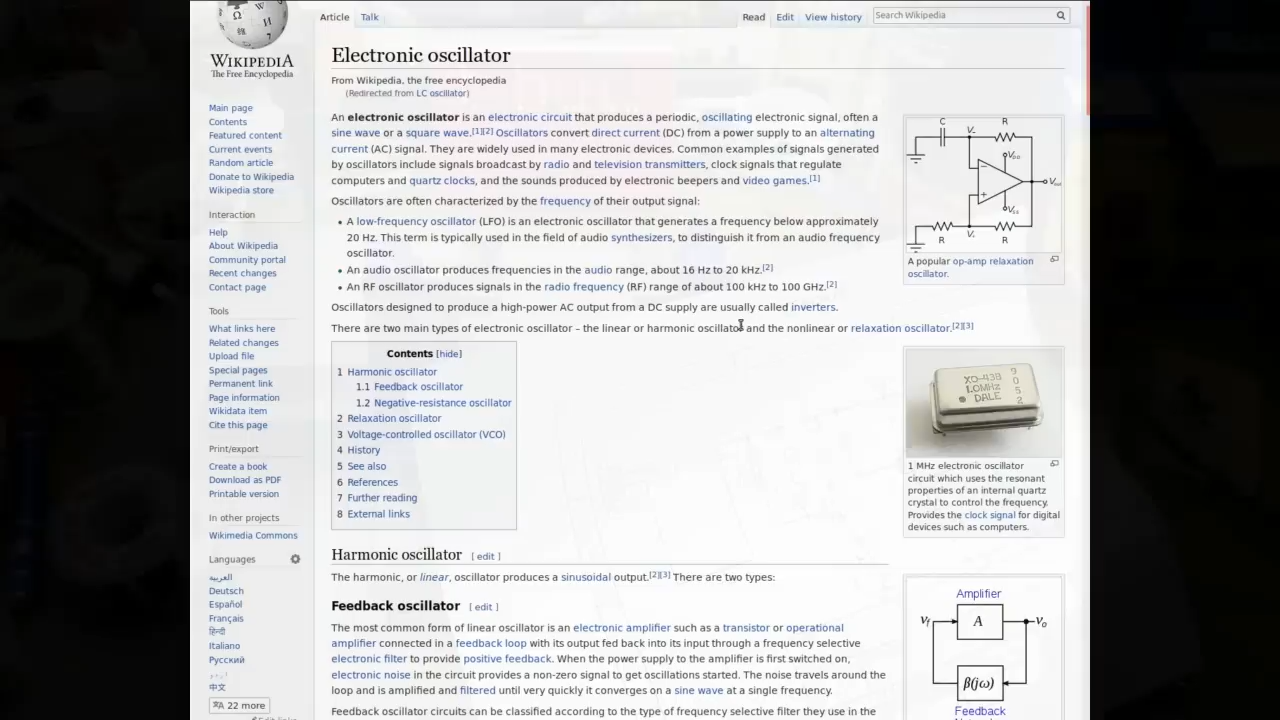 Article Talk Read Edit View history Search Wikipedia
WIKIPEDIA
The Free Encyclopedia
Main page
Contents
Featured content
Current events
Random article
Donate to Wikipedia
Wikipedia store
Interaction
Help
About Wikipedia
Community portal
Recent changes
Contact page
Tools
What links here
Related changes
Upload file
Special pages
Permanent link
Page information
Wikidata item
Cite this page
Print/export
Create a book
Download as PDF
Printable version
In other projects
Wikimedia Commons
Languages
العربية
Deutsch
Español
Français
हिन्दी
Italiano
Русский
中文
22 more
Edit links
Electronic oscillator
From Wikipedia, the free encyclopedia
(Redirected from LC oscillator)
An electronic oscillator is an electronic circuit that produces a periodic, oscillating electronic signal, often a
sine wave or a square wave.[1][2] Oscillators convert direct current (DC) from a power supply to an alternating
current (AC) signal. They are widely used in many electronic devices. Common examples of signals generated
by oscillators include signals broadcast by radio and television transmitters, clock signals that regulate
computers and quartz clocks, and the sounds produced by electronic beepers and video games.[1]
Oscillators are often characterized by the frequency of their output signal:
• A low-frequency oscillator (LFO) is an electronic oscillator that generates a frequency below approximately
20 Hz. This term is typically used in the field of audio synthesizers, to distinguish it from an audio frequency
oscillator.
• An audio oscillator produces frequencies in the audio range, about 16 Hz to 20 kHz.[2]
• An RF oscillator produces signals in the radio frequency (RF) range of about 100 kHz to 100 GHz.[2]
Oscillators designed to produce a high-power AC output from a DC supply are usually called inverters.
There are two main types of electronic oscillator – the linear or harmonic oscillator and the nonlinear or relaxation oscillator.[2][3]
Contents [hide]
1 Harmonic oscillator
1.1 Feedback oscillator
1.2 Negative-resistance oscillator
2 Relaxation oscillator
3 Voltage-controlled oscillator (VCO)
4 History
5 See also
6 References
7 Further reading
8 External links
Harmonic oscillator [ edit ]
The harmonic, or linear, oscillator produces a sinusoidal output.[2][3] There are two types:
Feedback oscillator [ edit ]
The most common form of linear oscillator is an electronic amplifier such as a transistor or operational
amplifier connected in a feedback loop with its output fed back into its input through a frequency selective
electronic filter to provide positive feedback. When the power supply to the amplifier is first switched on,
electronic noise in the circuit provides a non-zero signal to get oscillations started. The noise travels around the
loop and is amplified and filtered until very quickly it converges on a sine wave at a single frequency.
Feedback oscillator circuits can be classified according to the type of frequency selective filter they use in the
C V- R
VDD
Vout
VSS
R V+ R
A popular op-amp relaxation
oscillator.
XO-43B 9
1.0MHz 0
DALE 5
2
1 MHz electronic oscillator
circuit which uses the resonant
properties of an internal quartz
crystal to control the frequency.
Provides the clock signal for digital
devices such as computers.
Amplifier
vf A vo
β(jω)
Feedback